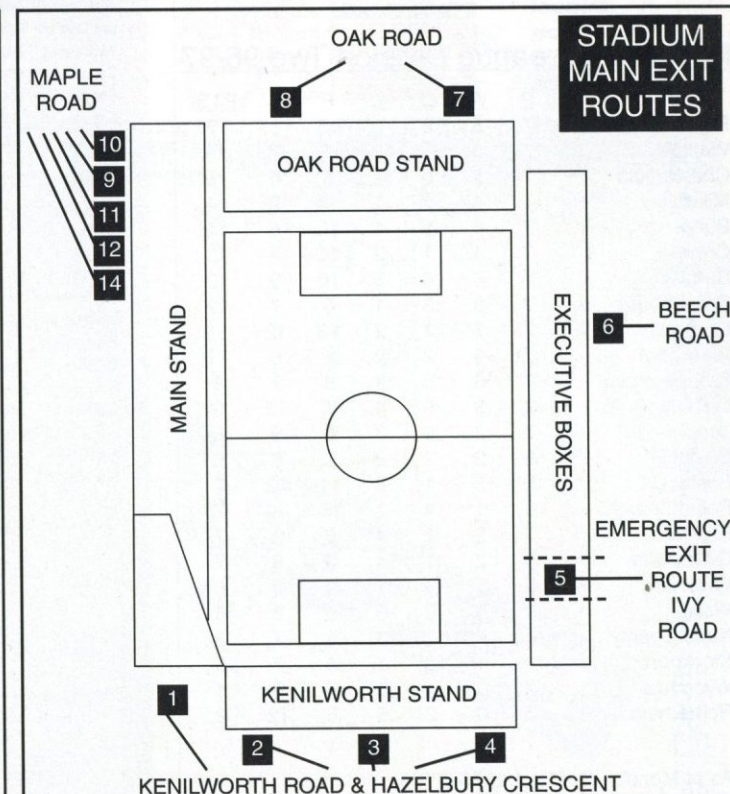 STADIUM
MAIN EXIT
ROUTES
OAK ROAD
MAPLE
ROAD
8
7
10
9
11
12
14
OAK ROAD STAND
MAIN STAND
EXECUTIVE BOXES
6
BEECH
ROAD
EMERGENCY
EXIT
5
ROUTE
IVY
ROAD
KENILWORTH STAND
1
2
3
4
KENILWORTH ROAD & HAZELBURY CRESCENT